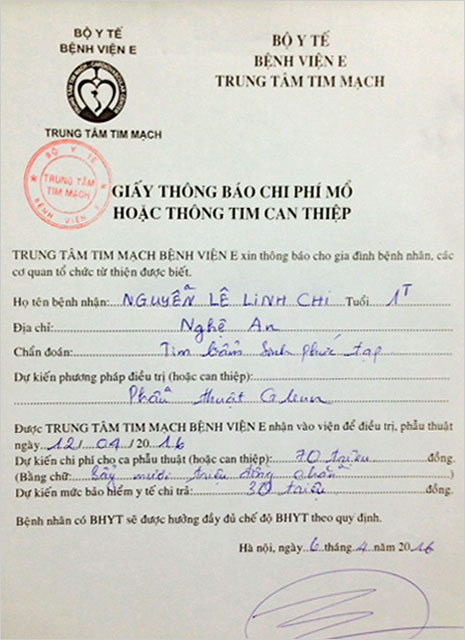 BỘ Y TẾ
BỆNH VIỆN E
TRUNG TÂM TIM MẠCH
BỘ Y TẾ
BỆNH VIỆN E
TRUNG TÂM TIM MẠCH
BỘ Y TẾ
TRUNG TÂM
TIM MẠCH
BỆNH VIỆN E
GIẤY THÔNG BÁO CHI PHÍ MỔ
HOẶC THÔNG TIM CAN THIỆP
TRUNG TÂM TIM MẠCH BỆNH VIỆN E xin thông báo cho gia đình bệnh nhân, các
cơ quan tổ chức từ thiện được biết.
Họ tên bệnh nhân: NGUYỄN LÊ LINH CHI Tuổi 1T
Địa chỉ: Nghệ An
Chẩn đoán: Tim bẩm sinh phức tạp
Dự kiến phương pháp điều trị (hoặc can thiệp):
Phẫu thuật Glenn
Được TRUNG TÂM TIM MẠCH BỆNH VIỆN E nhận vào viện để điều trị, phẫu thuật
ngày 12/04/2016
Dự kiến chi phí cho ca phẫu thuật (hoặc can thiệp): 70 triệu đồng.
(Bằng chữ: Bảy mươi triệu đồng chẵn
Dự kiến mức bảo hiểm y tế chi trả: 30 triệu đồng.
Bệnh nhân có BHYT sẽ được hưởng đầy đủ chế độ BHYT theo quy định.
Hà nội, ngày 6 tháng 4 năm 2016